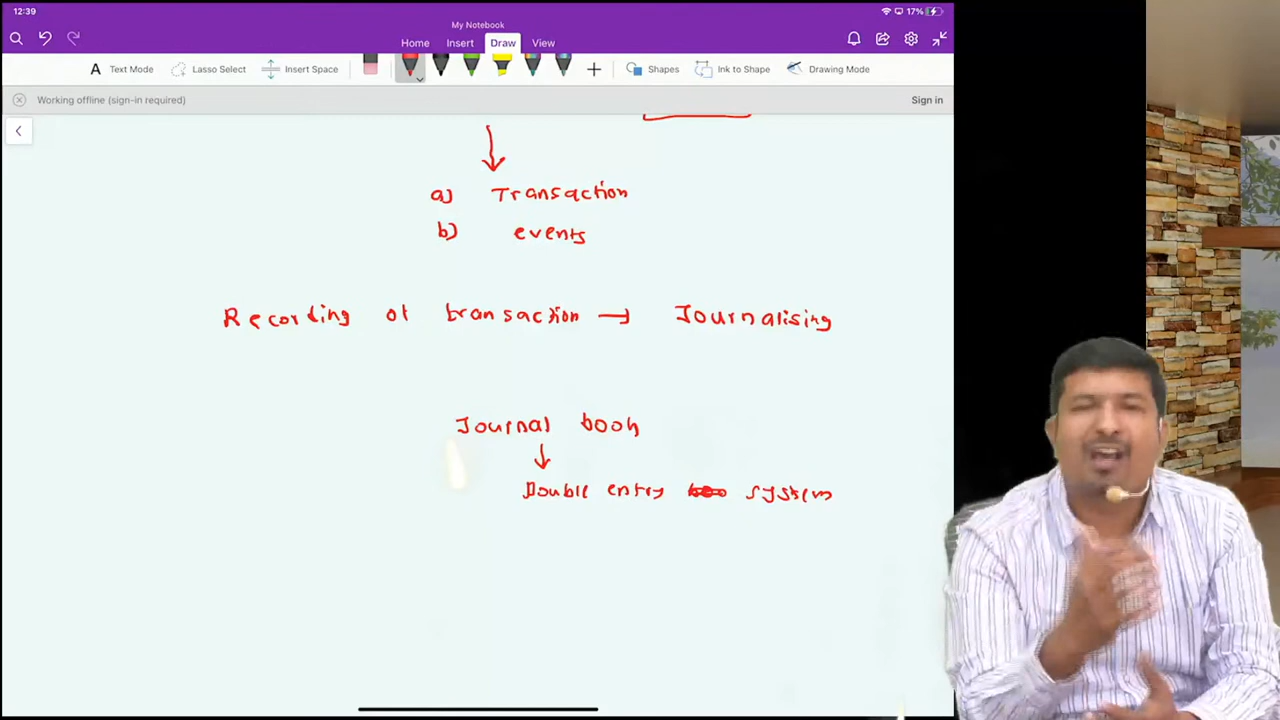 12:39
17%
My Notebook
Home Insert Draw View
Text Mode Lasso Select Insert Space Shapes Ink to Shape Drawing Mode
Working offline (sign-in required) Sign in
a) Transaction
b) events
Recording of transaction → Journalising
Journal book
↓
Double entry system